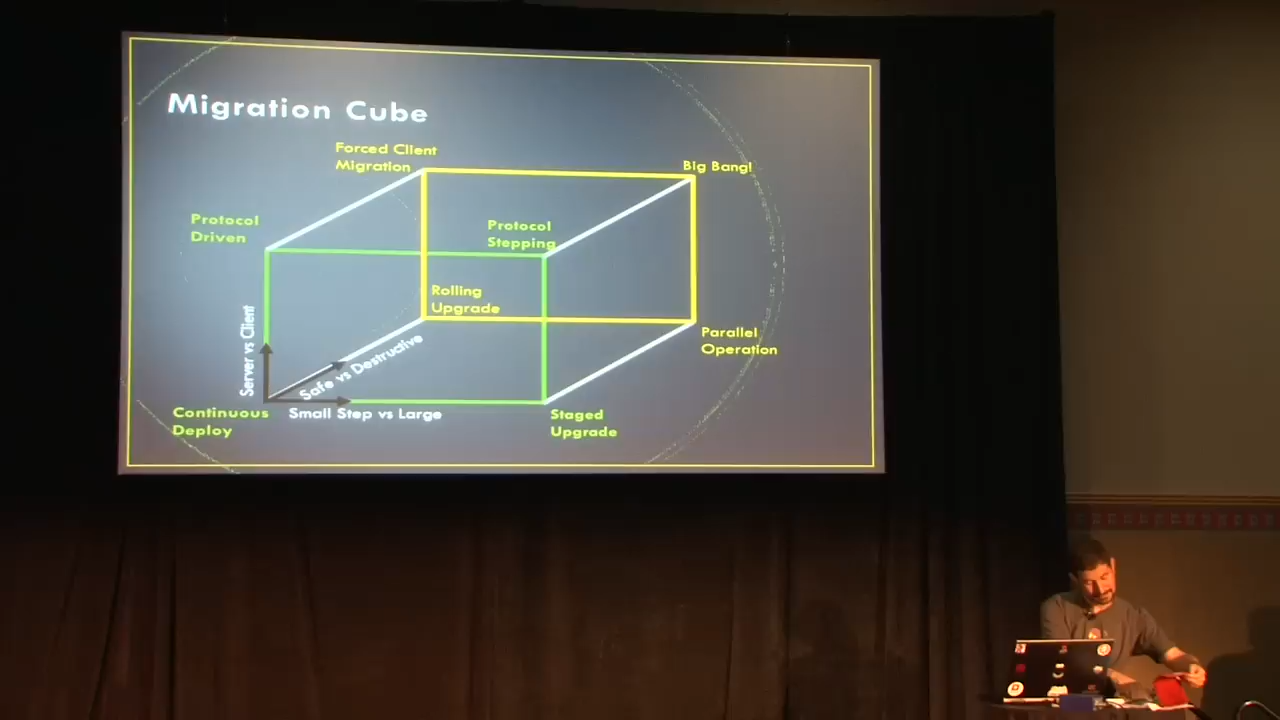 Migration Cube
Forced Client
Migration
Big Bang!
Protocol
Driven
Protocol
Stepping
Rolling
Upgrade
Parallel
Operation
Server vs Client
Safe vs Destructive
Small Step vs Large
Continuous
Deploy
Staged
Upgrade